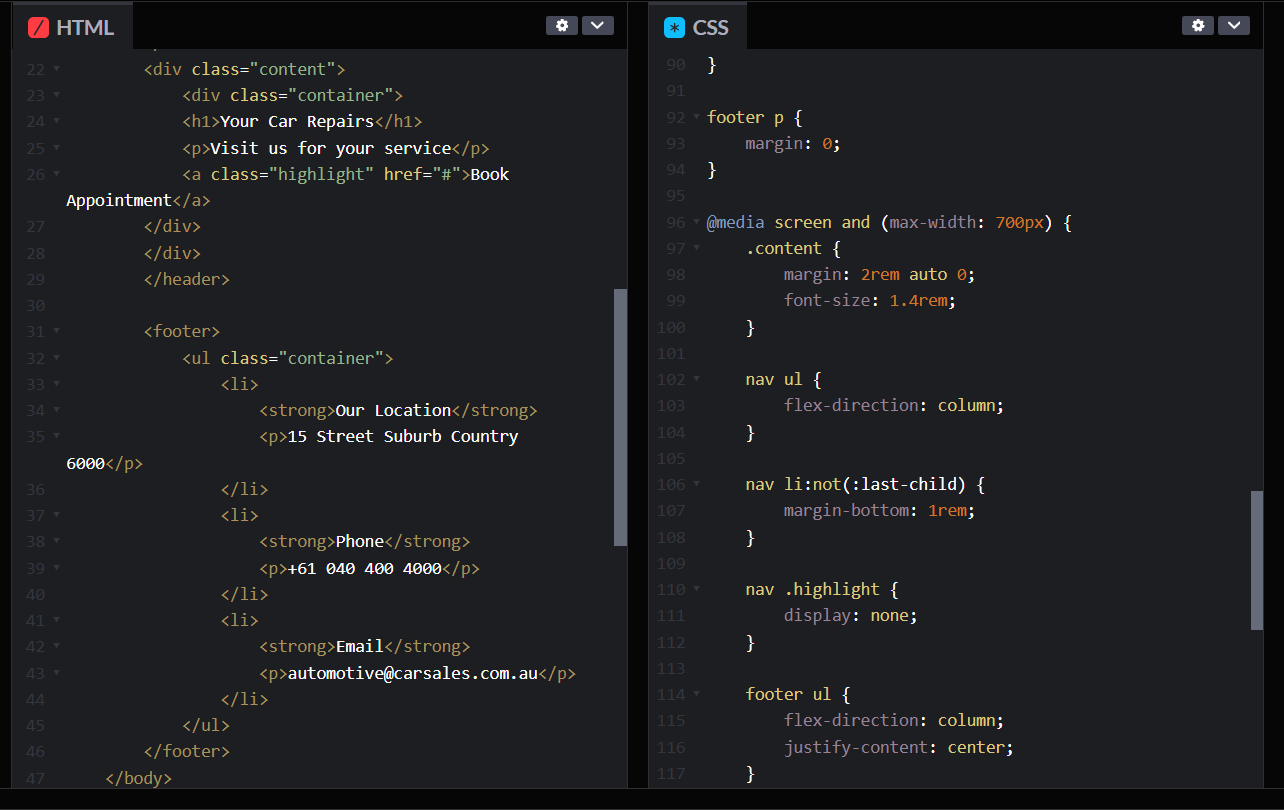 HTML
22 <div class="content">
23 <div class="container">
24 <h1>Your Car Repairs</h1>
25 <p>Visit us for your service</p>
26 <a class="highlight" href="#">Book
Appointment</a>
27 </div>
28 </div>
29 </header>
30
31 <footer>
32 <ul class="container">
33 <li>
34 <strong>Our Location</strong>
35 <p>15 Street Suburb Country
6000</p>
36 </li>
37 <li>
38 <strong>Phone</strong>
39 <p>+61 040 400 4000</p>
40 </li>
41 <li>
42 <strong>Email</strong>
43 <p>automotive@carsales.com.au</p>
44 </li>
45 </ul>
46 </footer>
47 </body>
CSS
90 }
91
92 footer p {
93 margin: 0;
94 }
95
96 @media screen and (max-width: 700px) {
97 .content {
98 margin: 2rem auto 0;
99 font-size: 1.4rem;
100 }
101
102 nav ul {
103 flex-direction: column;
104 }
105
106 nav li:not(:last-child) {
107 margin-bottom: 1rem;
108 }
109
110 nav .highlight {
111 display: none;
112 }
113
114 footer ul {
115 flex-direction: column;
116 justify-content: center;
117 }